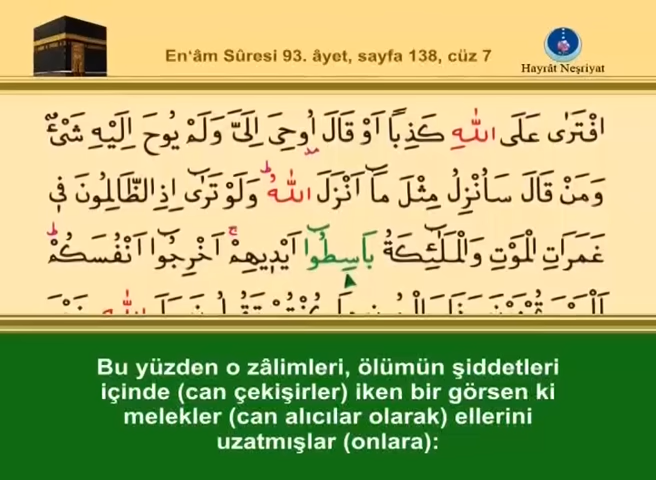 En'âm Sûresi 93. âyet, sayfa 138, cüz 7
Hayrât Neşriyat
افْتَرٰى عَلَى اللّٰهِ كَذِبًا اَوْ قَالَ اُوحِىَ اِلَىَّ وَلَمْ يُوحَ اِلَيْهِ شَىْءٌ
وَمَنْ قَالَ سَاُنْزِلُ مِثْلَ مَٓا اَنْزَلَ اللّٰهُ وَلَوْ تَرٰٓى اِذِ الظَّالِمُونَ فِى
غَمَرَاتِ الْمَوْتِ وَالْمَلٰٓئِكَةُ بَاسِطُٓوا اَيْدِيهِمْ اَخْرِجُٓوا اَنْفُسَكُمْ
Bu yüzden o zâlimleri, ölümün şiddetleri
içinde (can çekişirler) iken bir görsen ki
melekler (can alıcılar olarak) ellerini
uzatmışlar (onlara):